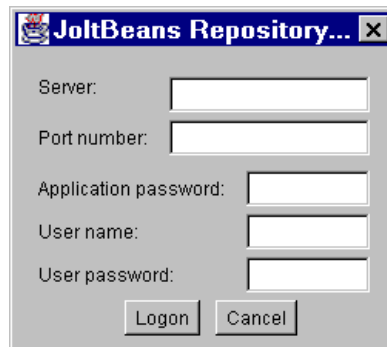 JoltBeans Repository...
Server:
Port number:
Application password:
User name:
User password:
Logon Cancel